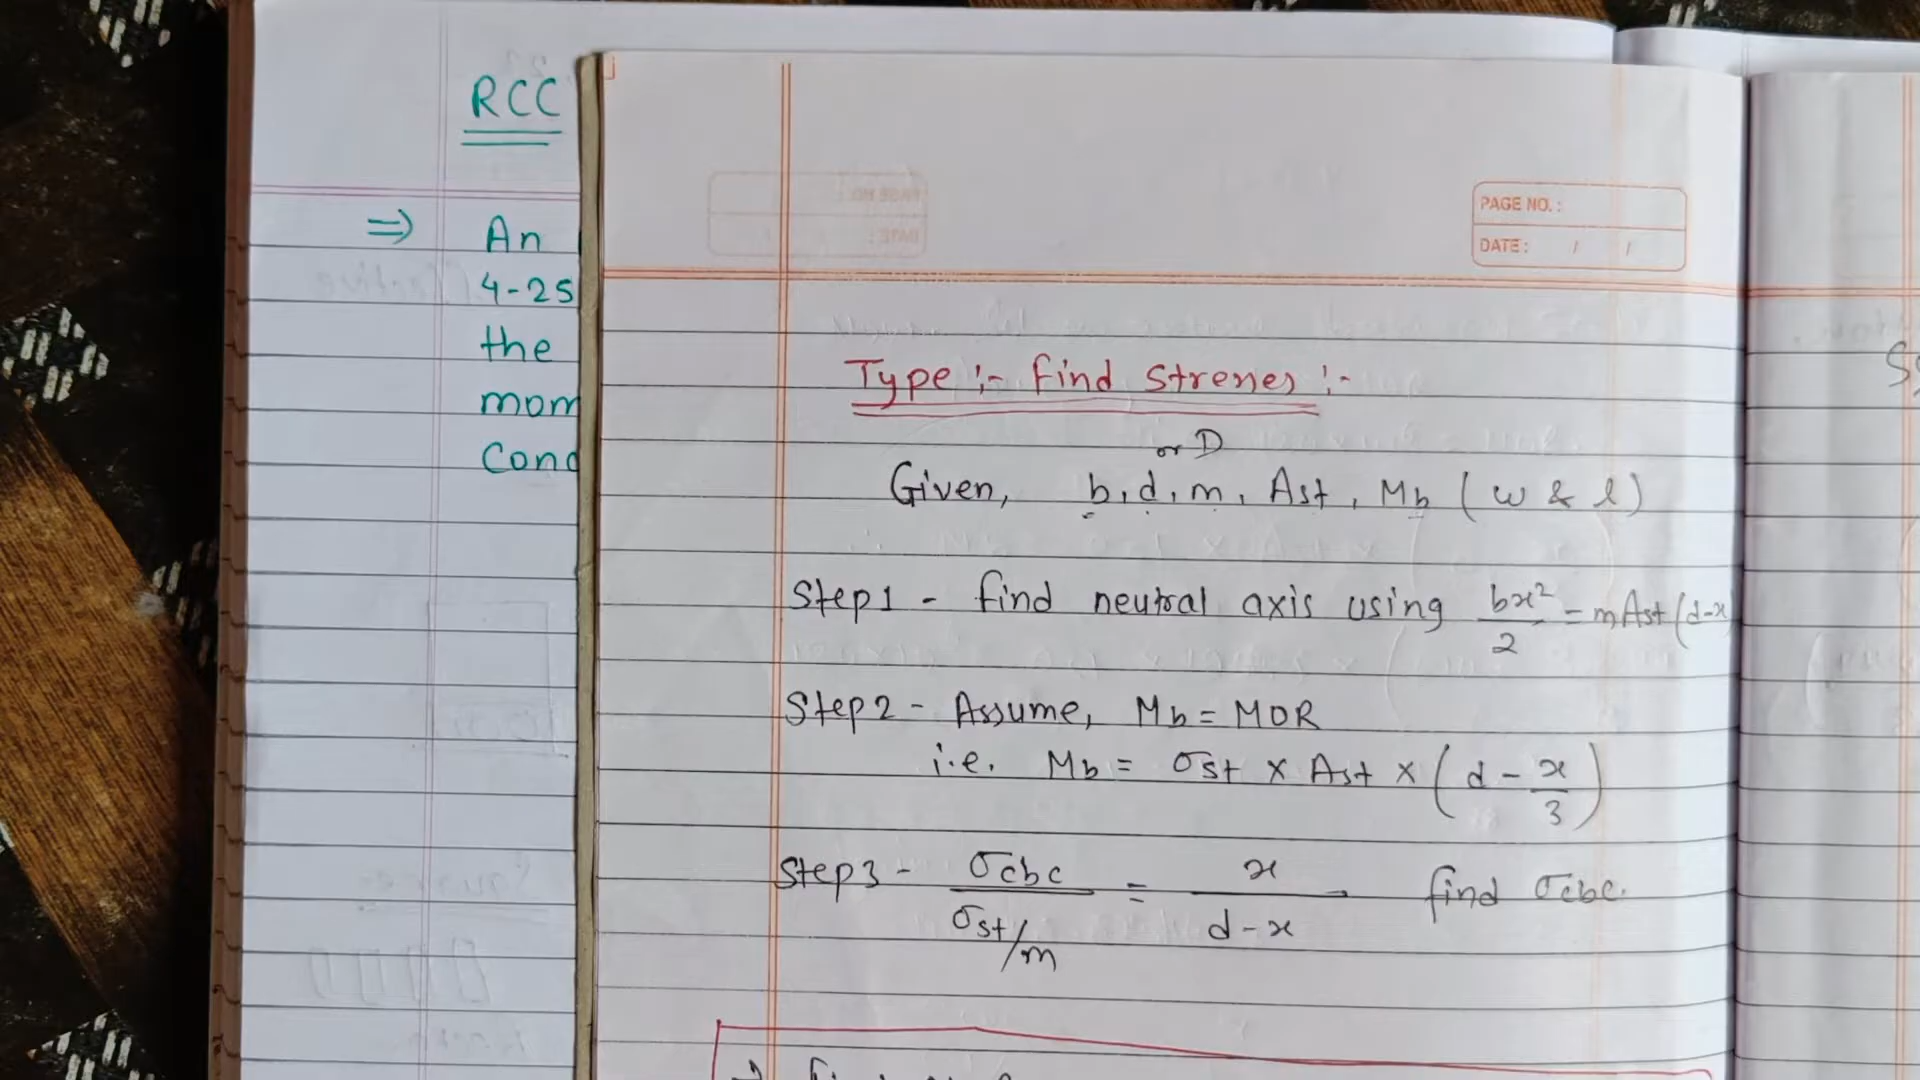 RCC
⇒ An
4-25
the
mom
Conc
PAGE NO. :
DATE : / /
Type :- find stresses :-
or D
Given, b, d, m, Ast, Mb ( w & l )
Step1 - find neutral axis using bx²/2 = mAst(d-x
Step2 - Assume, Mb = MOR
i.e. Mb = σst × Ast × ( d - x/3 )
Step3 - σcbc / σst/m = x / d-x find σcbc.